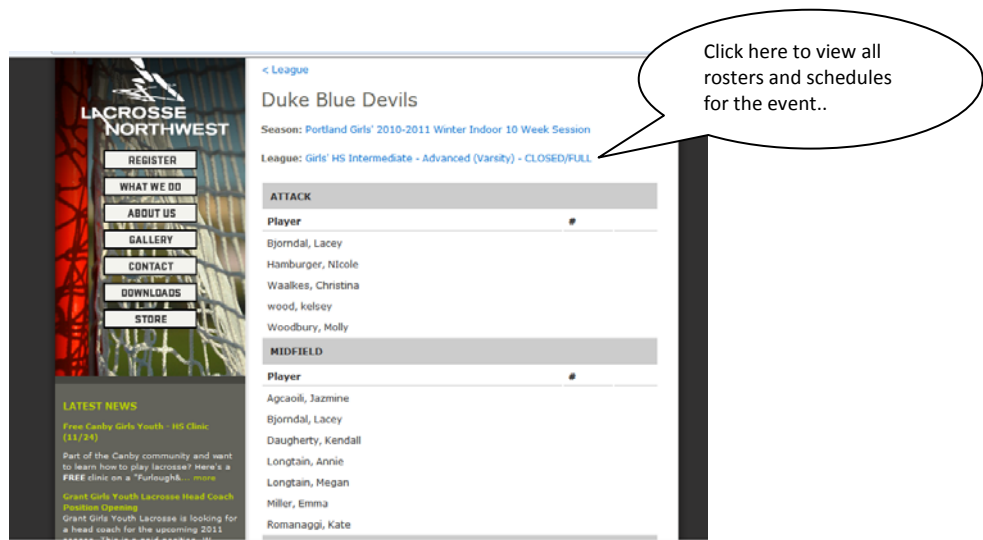 Click here to view all
rosters and schedules
for the event..
LACROSSE
NORTHWEST
REGISTER
WHAT WE DO
ABOUT US
GALLERY
CONTACT
DOWNLOADS
STORE
LATEST NEWS
Free Canby Girls Youth - HS Clinic
(11/24)
Part of the Canby community and want
to learn how to play lacrosse? Here's a
FREE clinic on a "Furlough&... more
Grant Girls Youth Lacrosse Head Coach
Position Opening
Grant Girls Youth Lacrosse is looking for
a head coach for the upcoming 2011
< League
Duke Blue Devils
Season: Portland Girls' 2010-2011 Winter Indoor 10 Week Session
League: Girls' HS Intermediate - Advanced (Varsity) - CLOSED/FULL
ATTACK
Player #
Bjorndal, Lacey
Hamburger, NIcole
Waalkes, Christina
wood, kelsey
Woodbury, Molly
MIDFIELD
Player #
Agcaoili, Jazmine
Bjorndal, Lacey
Daugherty, Kendall
Longtain, Annie
Longtain, Megan
Miller, Emma
Romanaggi, Kate